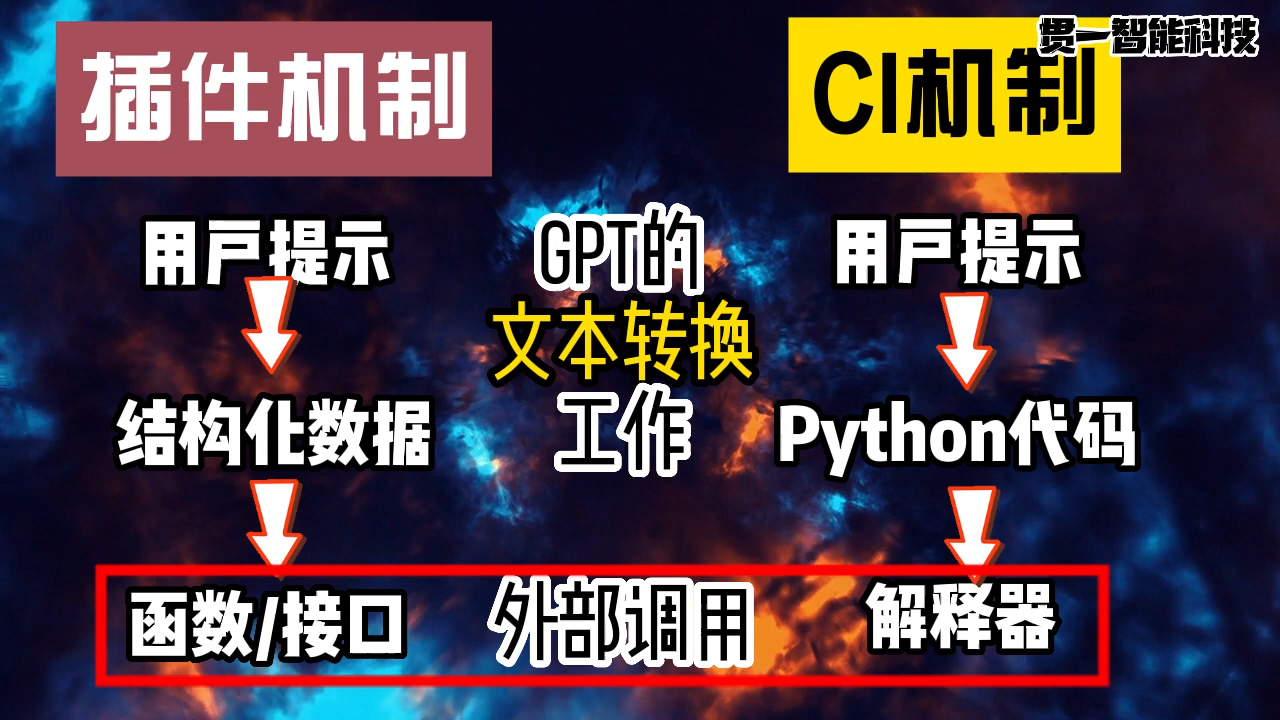 贯一智能科技
插件机制
CI机制
用户提示
GPT的
用户提示
文本转换
结构化数据
工作
Python代码
函数/接口
外部调用
解释器